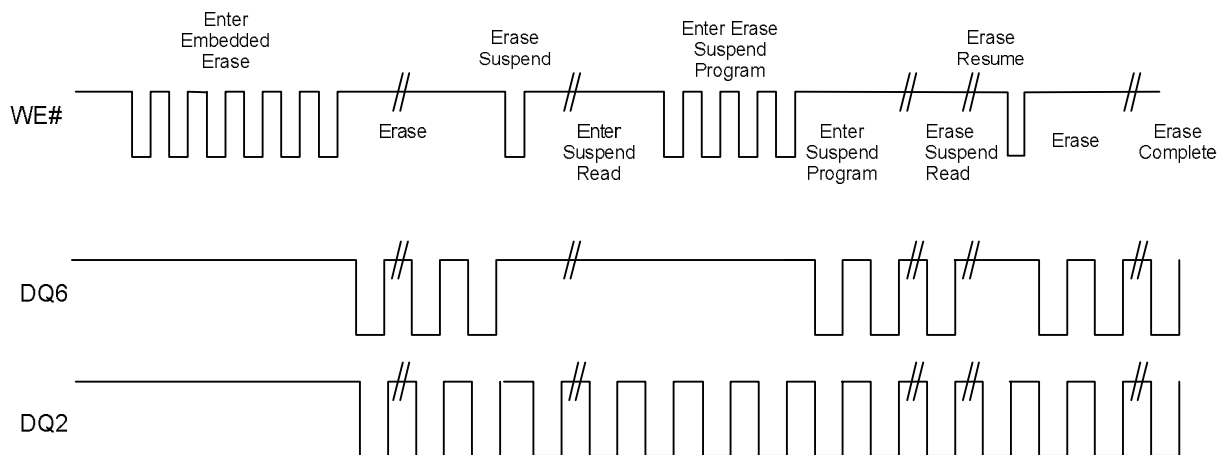 Enter
Embedded
Erase
Erase
Suspend
Enter Erase
Suspend
Program
Erase
Resume
WE#
Erase
Enter
Suspend
Read
Enter
Suspend
Program
Erase
Suspend
Read
Erase
Erase
Complete
DQ6
DQ2